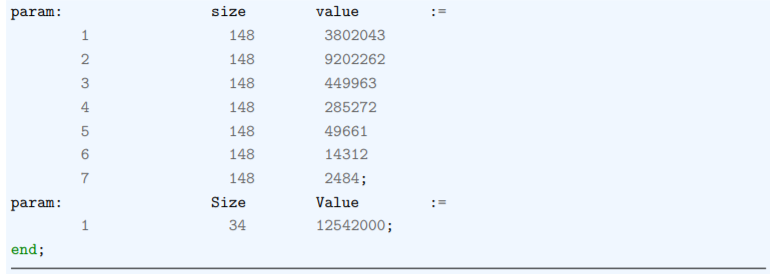 param: size value :=
1 148 3802043
2 148 9202262
3 148 449963
4 148 285272
5 148 49661
6 148 14312
7 148 2484;
param: Size Value :=
1 34 12542000;
end;